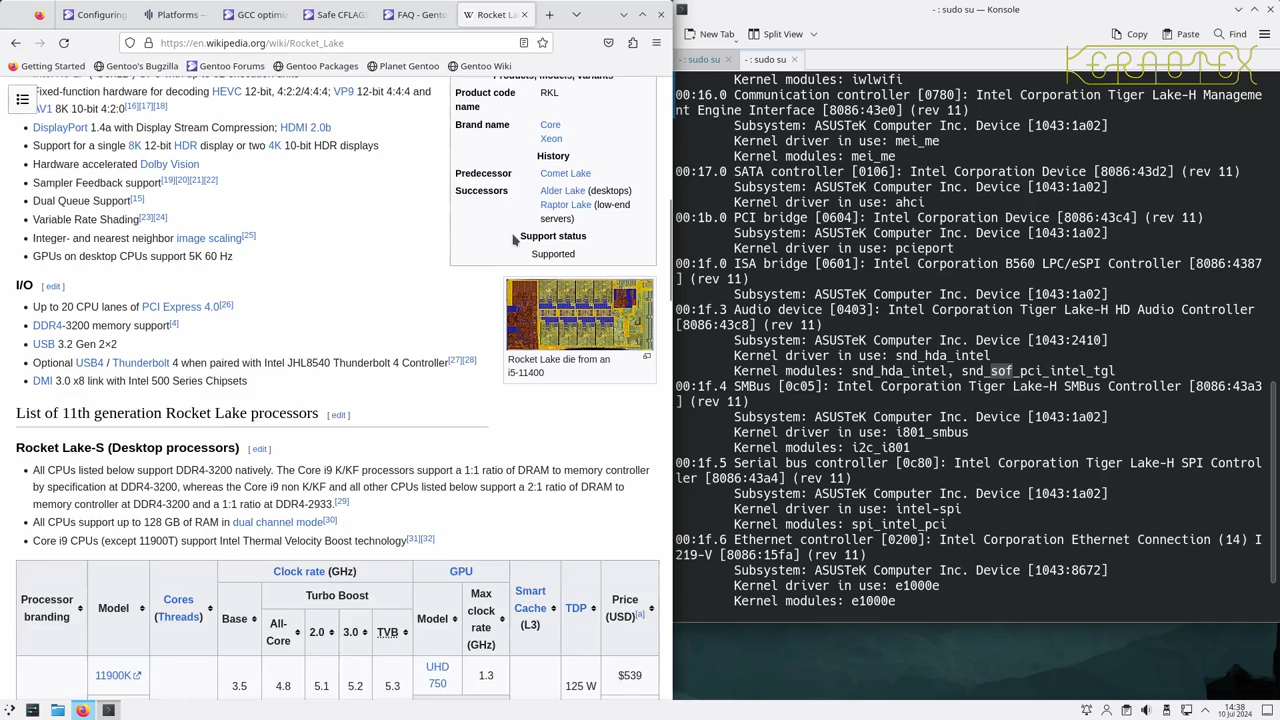 Configuring
Platforms
GCC optimi
Safe CFLAGS
FAQ - Gento
Rocket La
- : sudo su — Konsole
https://en.wikipedia.org/wiki/Rocket_Lake
Getting Started
Gentoo's Bugzilla
Gentoo Forums
Gentoo Packages
Planet Gentoo
Gentoo Wiki
Fixed-function hardware for decoding HEVC 12-bit, 4:2:2/4:4:4; VP9 12-bit 4:4:4 and
AV1 8K 10-bit 4:2:0[16][17][18]
DisplayPort 1.4a with Display Stream Compression; HDMI 2.0b
Support for a single 8K 12-bit HDR display or two 4K 10-bit HDR displays
Hardware accelerated Dolby Vision
Sampler Feedback support[19][20][21][22]
Dual Queue Support[15]
Variable Rate Shading[23][24]
Integer- and nearest neighbor image scaling[25]
GPUs on desktop CPUs support 5K 60 Hz
I/O [ edit ]
Up to 20 CPU lanes of PCI Express 4.0[26]
DDR4-3200 memory support[4]
USB 3.2 Gen 2×2
Optional USB4 / Thunderbolt 4 when paired with Intel JHL8540 Thunderbolt 4 Controller[27][28]
DMI 3.0 x8 link with Intel 500 Series Chipsets
Products, models, variants
Product code name RKL
Brand name Core
Xeon
History
Predecessor Comet Lake
Successors Alder Lake (desktops)
Raptor Lake (low-end
servers)
Support status
Supported
Rocket Lake die from an
i5-11400
List of 11th generation Rocket Lake processors [ edit ]
Rocket Lake-S (Desktop processors) [ edit ]
All CPUs listed below support DDR4-3200 natively. The Core i9 K/KF processors support a 1:1 ratio of DRAM to memory controller
by specification at DDR4-3200, whereas the Core i9 non K/KF and all other CPUs listed below support a 2:1 ratio of DRAM to
memory controller at DDR4-3200 and a 1:1 ratio at DDR4-2933.[29]
All CPUs support up to 128 GB of RAM in dual channel mode[30]
Core i9 CPUs (except 11900T) support Intel Thermal Velocity Boost technology[31][32]
Processor branding
Model
Cores (Threads)
Clock rate (GHz)
Base
Turbo Boost
All-Core
2.0
3.0
TVB
GPU
Model
Max clock rate (GHz)
Smart Cache (L3)
TDP
Price (USD)[a]
11900K
3.5 4.8 5.1 5.2 5.3
UHD 750
1.3
125 W
$539
New Tab
Split View
Copy
Paste
Find
- : sudo su
- : sudo su
KERNOTEX
Kernel modules: iwlwifi
00:16.0 Communication controller [0780]: Intel Corporation Tiger Lake-H Manageme
nt Engine Interface [8086:43e0] (rev 11)
Subsystem: ASUSTeK Computer Inc. Device [1043:1a02]
Kernel driver in use: mei_me
Kernel modules: mei_me
00:17.0 SATA controller [0106]: Intel Corporation Device [8086:43d2] (rev 11)
Subsystem: ASUSTeK Computer Inc. Device [1043:1a02]
Kernel driver in use: ahci
00:1b.0 PCI bridge [0604]: Intel Corporation Device [8086:43c4] (rev 11)
Subsystem: ASUSTeK Computer Inc. Device [1043:1a02]
Kernel driver in use: pcieport
00:1f.0 ISA bridge [0601]: Intel Corporation B560 LPC/eSPI Controller [8086:4387
] (rev 11)
Subsystem: ASUSTeK Computer Inc. Device [1043:1a02]
00:1f.3 Audio device [0403]: Intel Corporation Tiger Lake-H HD Audio Controller
[8086:43c8] (rev 11)
Subsystem: ASUSTeK Computer Inc. Device [1043:2410]
Kernel driver in use: snd_hda_intel
Kernel modules: snd_hda_intel, snd_sof_pci_intel_tgl
00:1f.4 SMBus [0c05]: Intel Corporation Tiger Lake-H SMBus Controller [8086:43a3
] (rev 11)
Subsystem: ASUSTeK Computer Inc. Device [1043:1a02]
Kernel driver in use: i801_smbus
Kernel modules: i2c_i801
00:1f.5 Serial bus controller [0c80]: Intel Corporation Tiger Lake-H SPI Control
ler [8086:43a4] (rev 11)
Subsystem: ASUSTeK Computer Inc. Device [1043:1a02]
Kernel driver in use: intel-spi
Kernel modules: spi_intel_pci
00:1f.6 Ethernet controller [0200]: Intel Corporation Ethernet Connection (14) I
219-V [8086:15fa] (rev 11)
Subsystem: ASUSTeK Computer Inc. Device [1043:8672]
Kernel driver in use: e1000e
Kernel modules: e1000e
14:38
10 Jul 2024